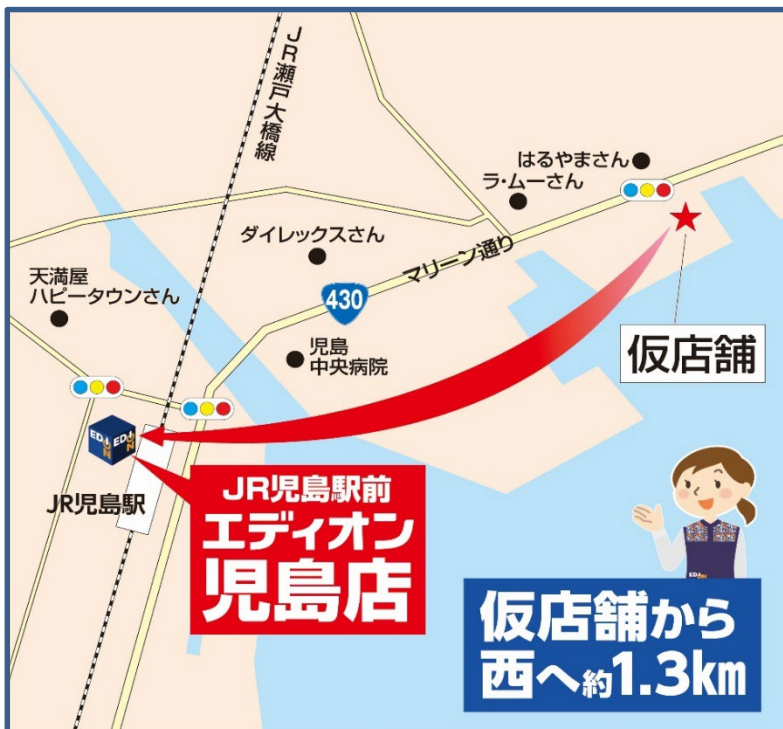 JR瀬戸大橋線
はるやまさん
ラ・ムーさん
ダイレックスさん
マリーン通り
天満屋
ハピータウンさん
430
児島
中央病院
仮店舗
EDION
EDION
JR児島駅
JR児島駅前
エディオン
児島店
仮店舗から
西へ約1.3km